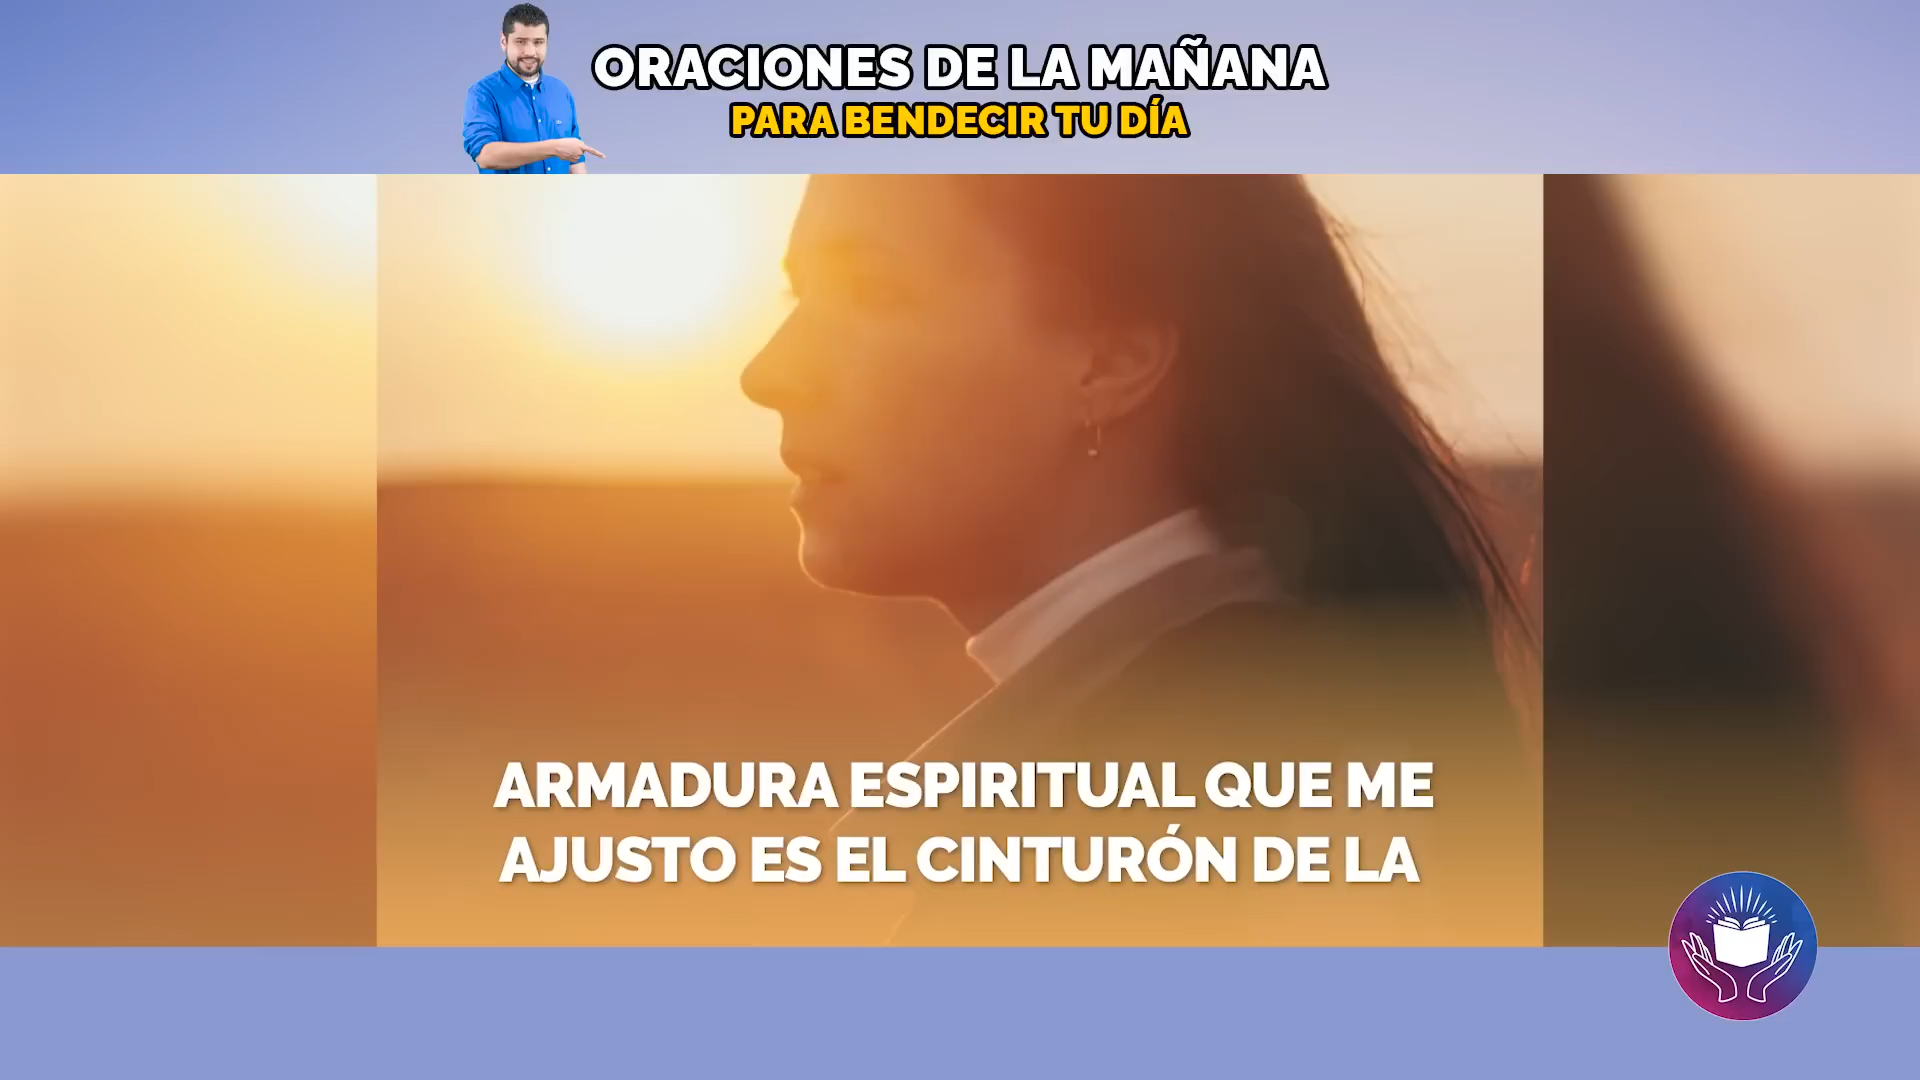 ORACIONES DE LA MAÑANA
PARA BENDECIR TU DÍA
ARMADURA ESPIRITUAL QUE ME
AJUSTO ES EL CINTURÓN DE LA